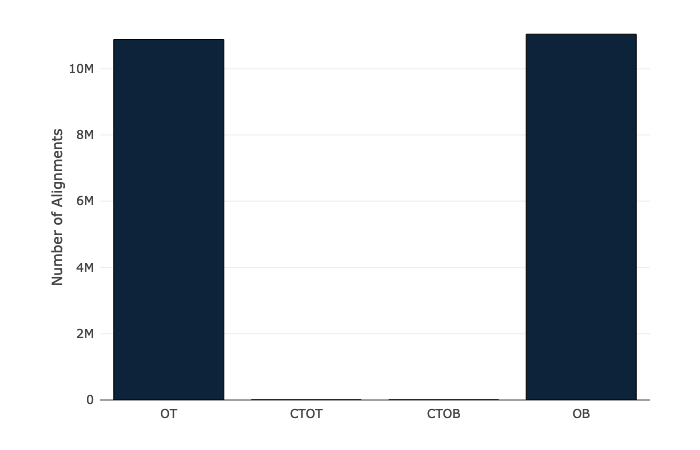 Number of Alignments
10M
8M
6M
4M
2M
0
OT
CTOT
CTOB
OB